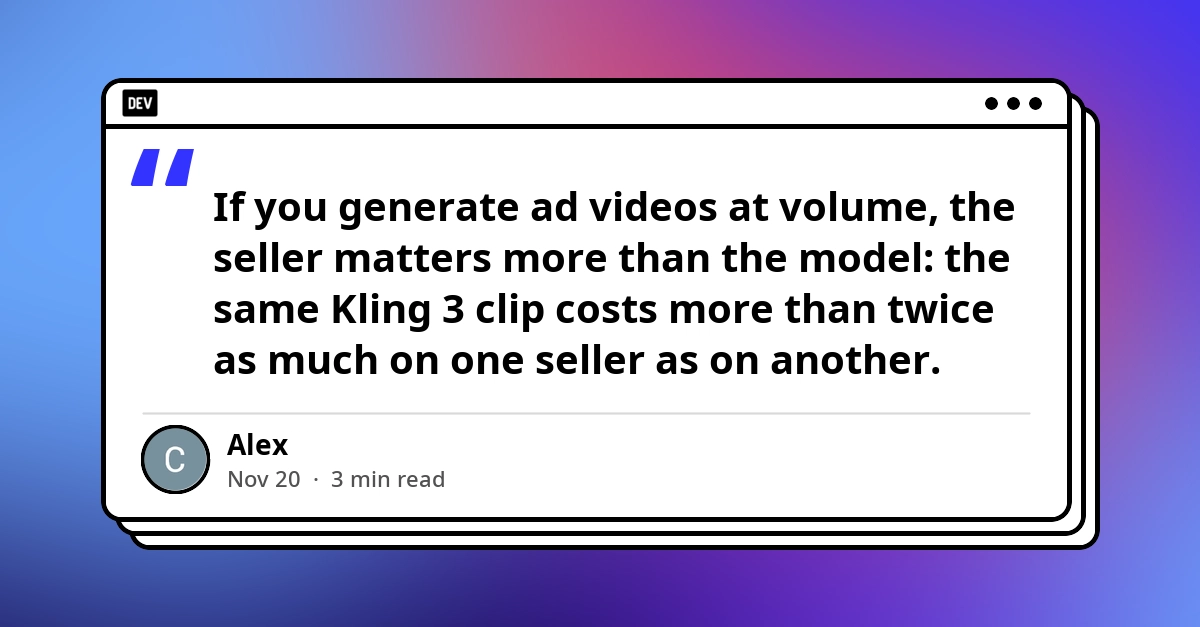 DEV
If you generate ad videos at volume, the
seller matters more than the model: the
same Kling 3 clip costs more than twice
as much on one seller as on another.
C
Alex
Nov 20 · 3 min read